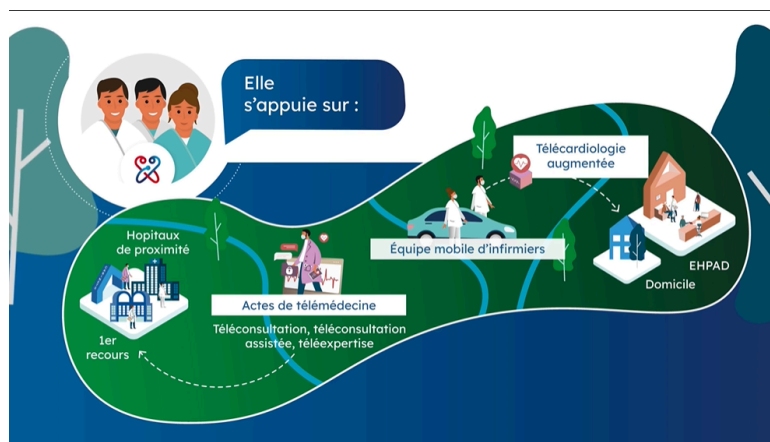 Elle
s'appuie sur :
Télécardiologie
augmentée
Hopitaux
de proximité
Équipe mobile d'infirmiers
EHPAD
Domicile
Actes de télémédecine
Téléconsultation, téléconsultation
assistée, téléexpertise
1er
recours